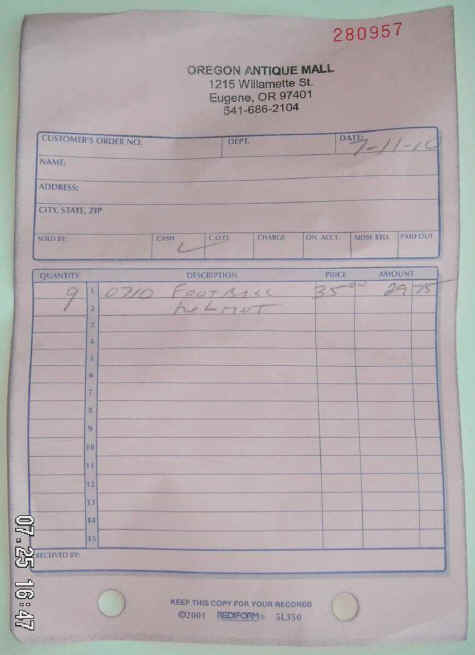 280957
OREGON ANTIQUE MALL
1215 Willamette St.
Eugene, OR 97401
541-686-2104
CUSTOMER'S ORDER NO. DEPT. DATE
7-11-10
NAME:
ADDRESS:
CITY, STATE, ZIP
SOLD BY: CASH C.O.D. CHARGE ON ACCT. MDSE RTD. PAID OUT
QUANTITY DESCRIPTION PRICE AMOUNT
9 1 0710 FOOTBALL 35 00 29 75
2 HELMUT
3
4
5
6
7
8
9
10
11
12
13
14
15
RECEIVED BY:
KEEP THIS COPY FOR YOUR RECORDS
©2001 REDIFORM® 5L350
07.25 16:47